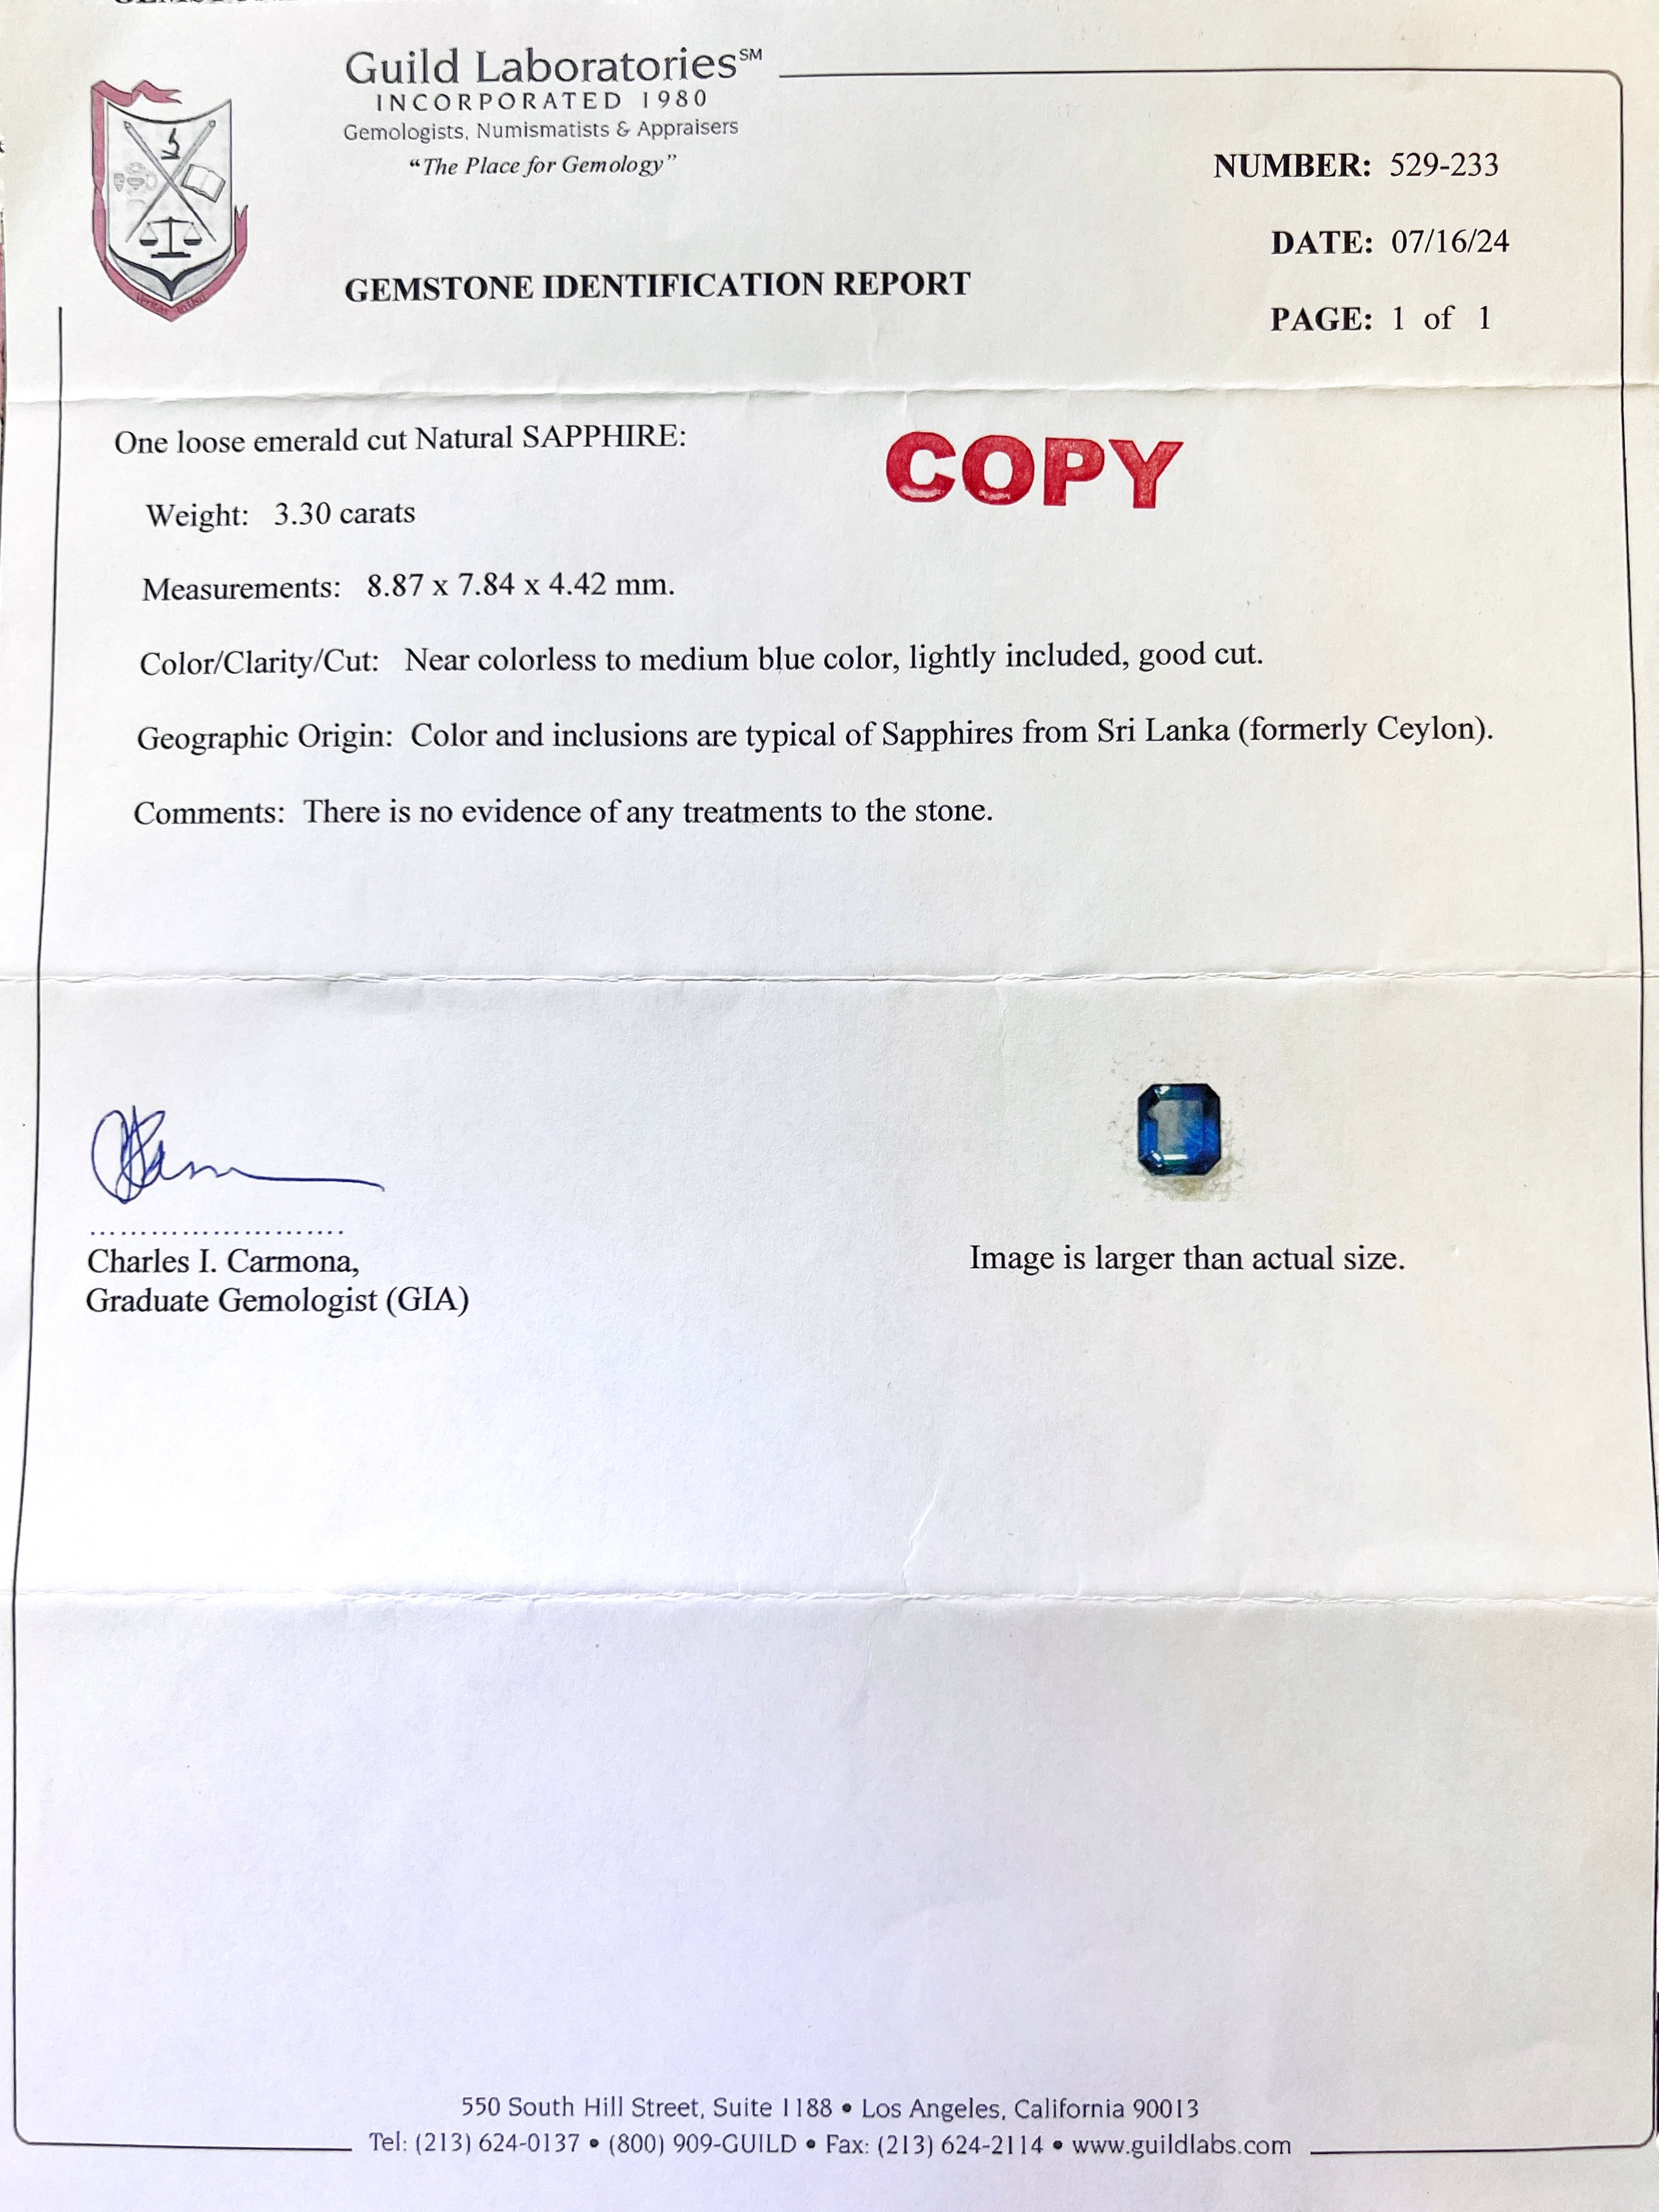 Guild Laboratories℠
INCORPORATED 1980
Gemologists, Numismatists & Appraisers
“The Place for Gemology”
NUMBER: 529-233
DATE: 07/16/24
GEMSTONE IDENTIFICATION REPORT
PAGE: 1 of 1
One loose emerald cut Natural SAPPHIRE:
COPY
Weight: 3.30 carats
Measurements: 8.87 x 7.84 x 4.42 mm.
Color/Clarity/Cut: Near colorless to medium blue color, lightly included, good cut.
Geographic Origin: Color and inclusions are typical of Sapphires from Sri Lanka (formerly Ceylon).
Comments: There is no evidence of any treatments to the stone.
Charles I. Carmona,
Graduate Gemologist (GIA)
Image is larger than actual size.
550 South Hill Street, Suite 1188 • Los Angeles, California 90013
Tel: (213) 624-0137 • (800) 909-GUILD • Fax: (213) 624-2114 • www.guildlabs.com